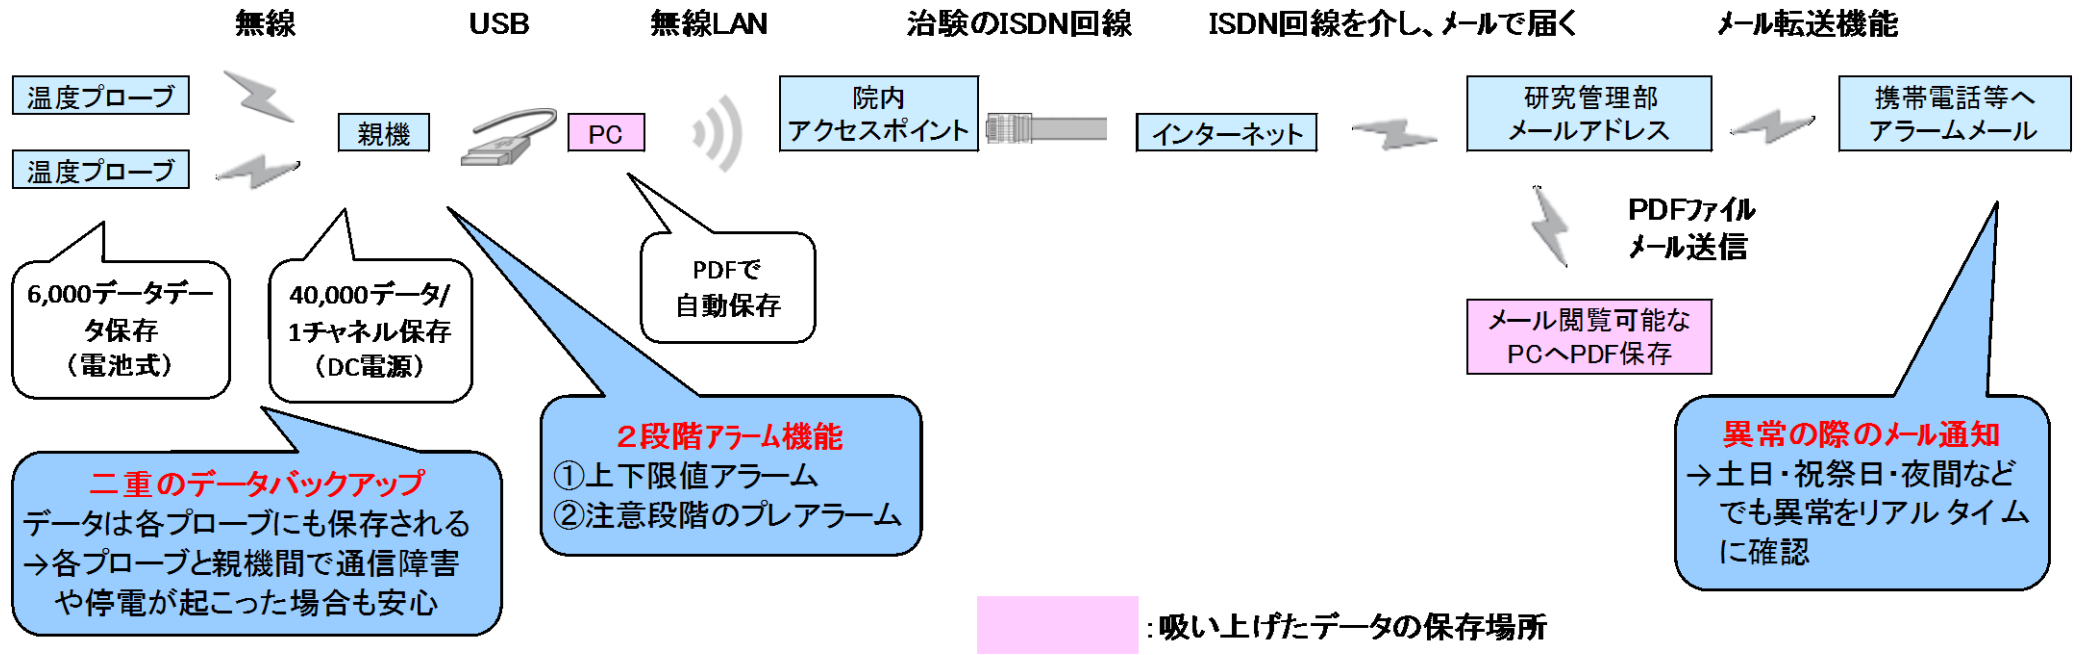 無線
USB
無線LAN
治験のISDN回線
ISDN回線を介し、メールで届く
メール転送機能
温度プローブ
温度プローブ
親機
PC
院内
アクセスポイント
インターネット
研究管理部
メールアドレス
携帯電話等へ
アラームメール
PDFファイル
メール送信
メール閲覧可能な
PCへPDF保存
6,000データデー
タ保存
（電池式）
40,000データ/
1チャネル保存
（DC電源）
PDFで
自動保存
二重のデータバックアップ
データは各プローブにも保存される
→各プローブと親機間で通信障害
や停電が起こった場合も安心
２段階アラーム機能
①上下限値アラーム
②注意段階のプレアラーム
異常の際のメール通知
→土日・祝祭日・夜間など
でも異常をリアルタイム
に確認
：吸い上げたデータの保存場所